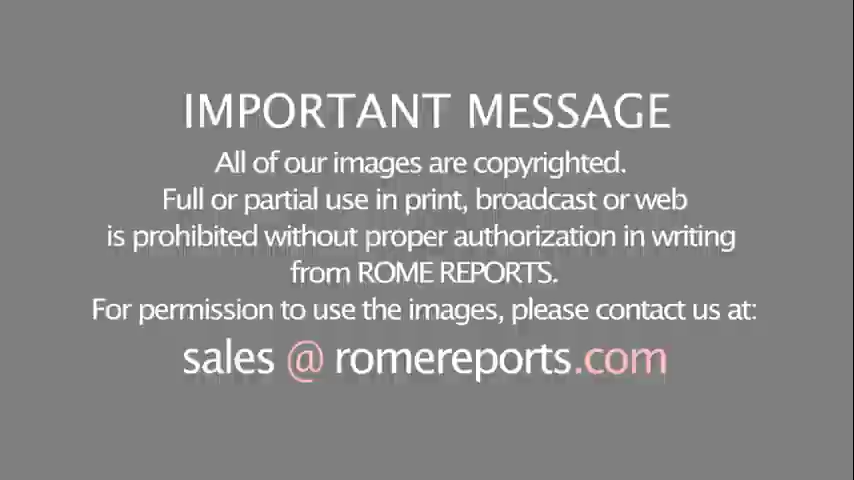 IMPORTANT MESSAGE
All of our images are copyrighted.
Full or partial use in print, broadcast or web
is prohibited without proper authorization in writing
from ROME REPORTS.
For permission to use the images, please contact us at:
sales @ romereports.com